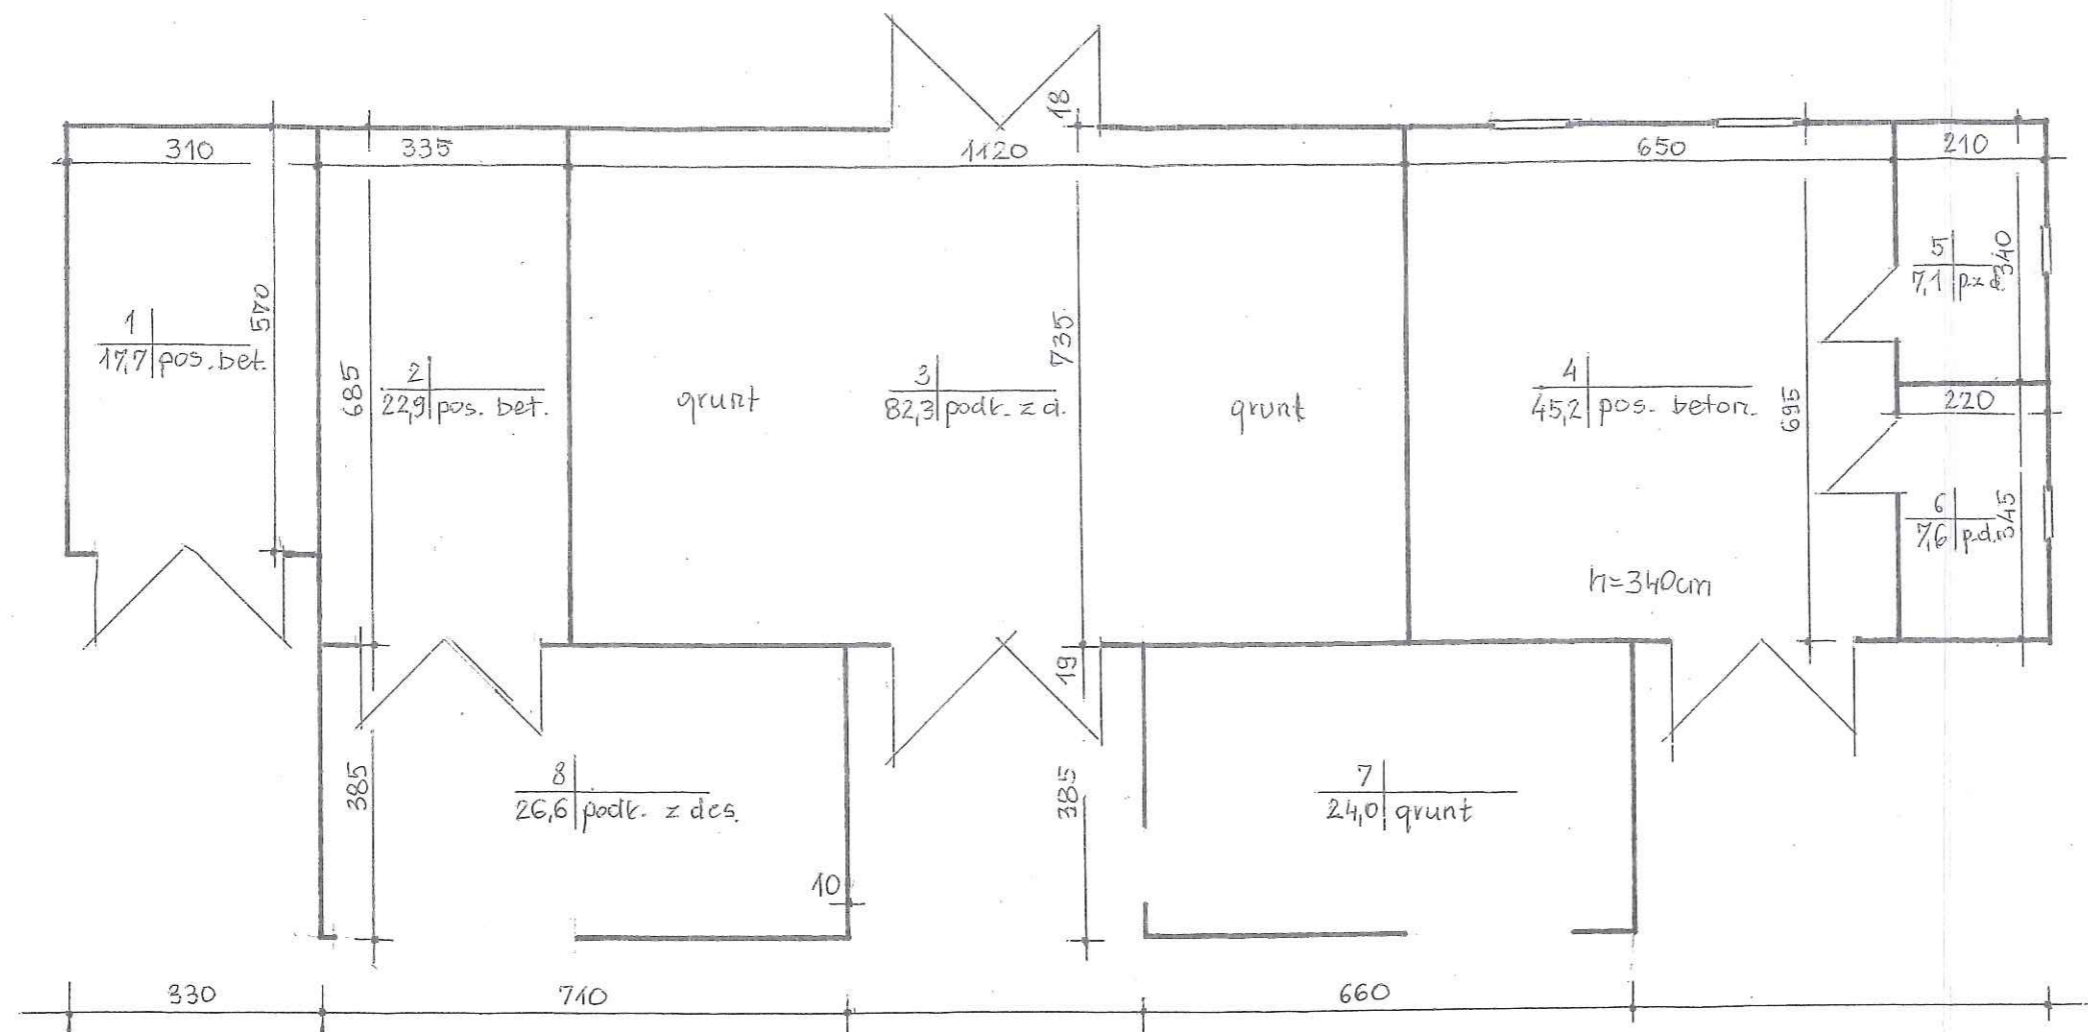 18
310
335
1120
650
210
1
17,7 pos. bet.
570
685
2
22,9 pos. bet.
grunt
3
82,3 podł. z d.
735
grunt
4
45,2 pos. beton.
695
5
7,1 p.z d.
340
220
6
7,6 p.d.
345
h=340cm
19
385
8
26,6 podł. z des.
10
385
7
24,0 grunt
330
710
660